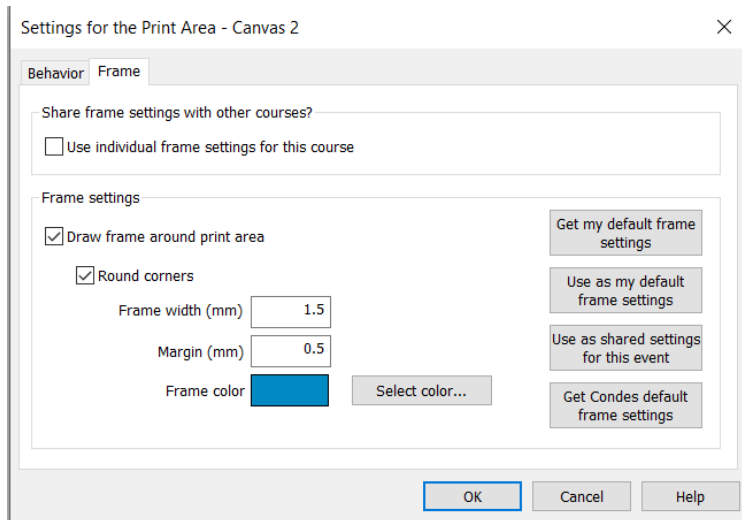 Settings for the Print Area - Canvas 2
Behavior Frame
Share frame settings with other courses?
Use individual frame settings for this course
Frame settings
Draw frame around print area
Round corners
Frame width (mm) 1.5
Margin (mm) 0.5
Frame color Select color...
Get my default frame
settings
Use as my default
frame settings
Use as shared settings
for this event
Get Condes default
frame settings
OK Cancel Help